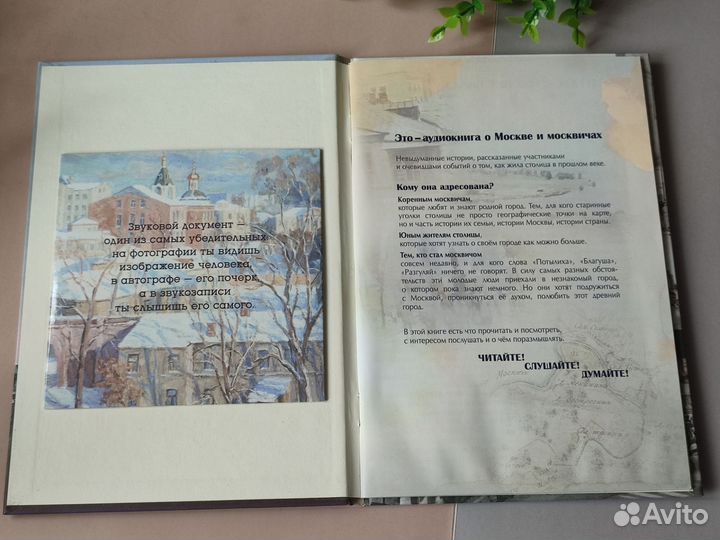 Звуковой документ –
один из самых убедительных:
на фотографии ты видишь
изображение человека,
в автографе – его почерк,
а в звукозаписи
ты слышишь его самого.
Это – аудиокнига о Москве и москвичах
Невыдуманные истории, рассказанные участниками
и очевидцами событий о том, как жила столица в прошлом веке.
Кому она адресована?
Коренным москвичам,
которые любят и знают родной город. Тем, для кого старинные
уголки столицы не просто географические точки на карте,
но и часть истории их семьи, истории Москвы, истории страны.
Юным жителям столицы,
которые хотят узнать о своём городе как можно больше.
Тем, кто стал москвичом
совсем недавно, и для кого слова «Потылиха», «Благуша»,
«Разгуляй» ничего не говорят. В силу самых разных обстоя-
тельств эти молодые люди приехали в незнакомый город,
о котором пока знают немного. Но они хотят подружиться
с Москвой, проникнуться её духом, полюбить этот древний
город.
В этой книге есть что прочитать и посмотреть,
с интересом послушать и о чём поразмышлять.
ЧИТАЙТЕ!
СЛУШАЙТЕ!
ДУМАЙТЕ!
Avito